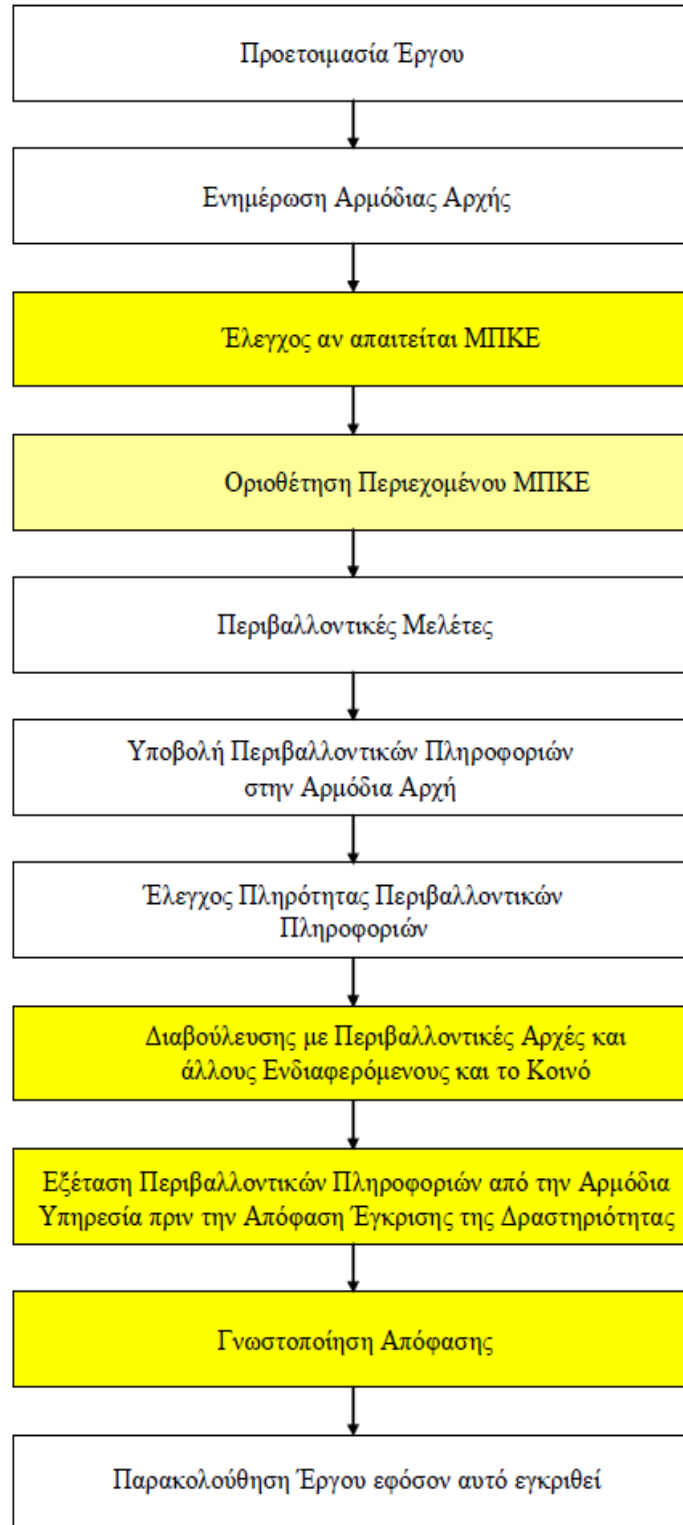 Προετοιμασία Έργου
Ενημέρωση Αρμόδιας Αρχής
Έλεγχος αν απαιτείται ΜΠΚΕ
Οριοθέτηση Περιεχομένου ΜΠΚΕ
Περιβαλλοντικές Μελέτες
Υποβολή Περιβαλλοντικών Πληροφοριών
στην Αρμόδια Αρχή
Έλεγχος Πληρότητας Περιβαλλοντικών
Πληροφοριών
Διαβούλευσης με Περιβαλλοντικές Αρχές και
άλλους Ενδιαφερόμενους και το Κοινό
Εξέταση Περιβαλλοντικών Πληροφοριών από την Αρμόδια
Υπηρεσία πριν την Απόφαση Έγκρισης της Δραστηριότητας
Γνωστοποίηση Απόφασης
Παρακολούθηση Έργου εφόσον αυτό εγκριθεί